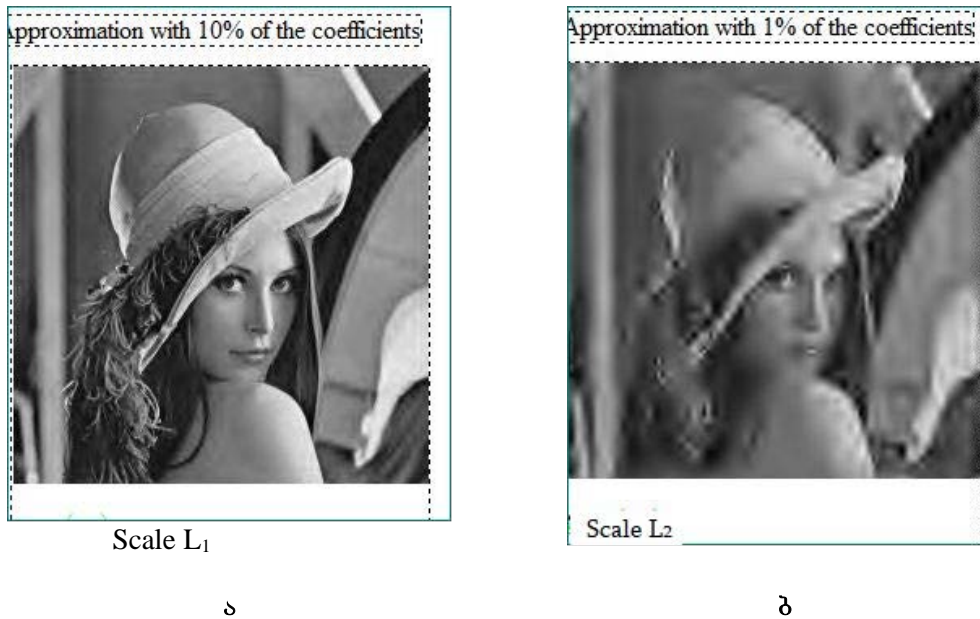 Approximation with 10% of the coefficients
Approximation with 1% of the coefficients
Scale L₁
Scale L₂
ა
ბ